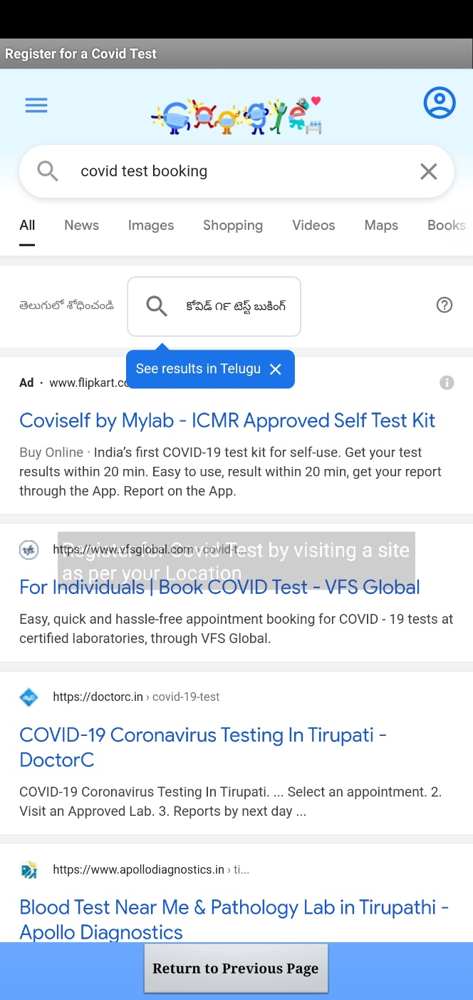 Register for a Covid Test
Google
covid test booking
All News Images Shopping Videos Maps Books
తెలుగులో శోధించండి
కోవిడ్ ౧౯ టెస్ట్ బుకింగ్
See results in Telugu
Ad · www.flipkart.co
Coviself by Mylab - ICMR Approved Self Test Kit
Buy Online · India's first COVID-19 test kit for self-use. Get your test
results within 20 min. Easy to use, result within 20 min, get your report
through the App. Report on the App.
https://www.vfsglobal.com › covid-t...
Register for Covid Test by visiting a site
as per your Location
For Individuals | Book COVID Test - VFS Global
Easy, quick and hassle-free appointment booking for COVID - 19 tests at
certified laboratories, through VFS Global.
https://doctorc.in › covid-19-test
COVID-19 Coronavirus Testing In Tirupati -
DoctorC
COVID-19 Coronavirus Testing In Tirupati. ... Select an appointment. 2.
Visit an Approved Lab. 3. Reports by next day ...
https://www.apollodiagnostics.in › ti...
Blood Test Near Me & Pathology Lab in Tirupathi -
Apollo Diagnostics
Return to Previous Page